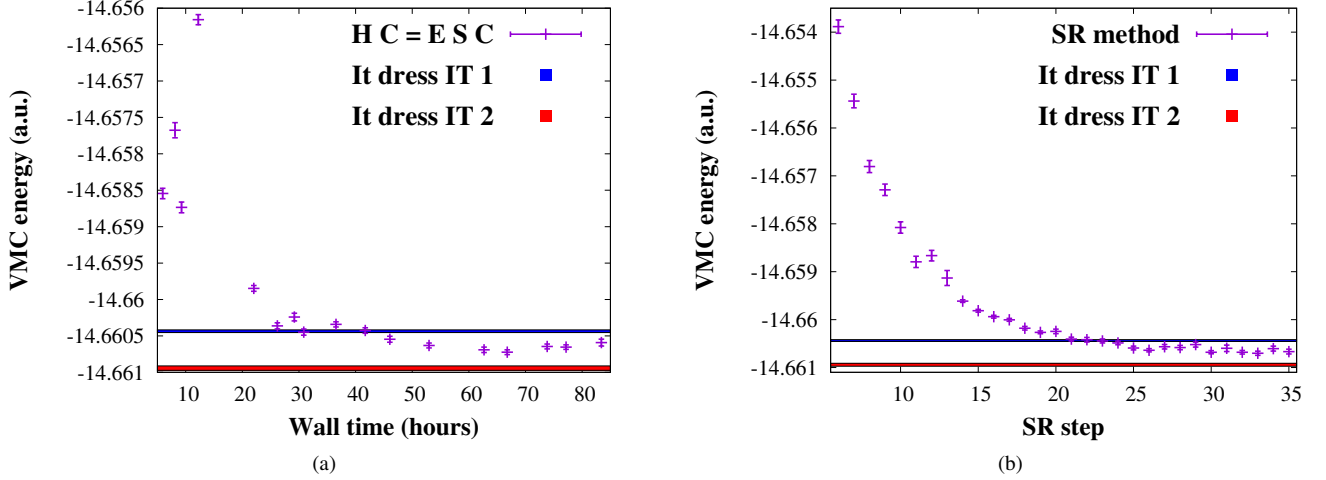 -14.656
-14.6565
-14.657
-14.6575
-14.658
-14.6585
-14.659
-14.6595
-14.66
-14.6605
-14.661
VMC energy (a.u.)
H C = E S C
It dress IT 1
It dress IT 2
10 20 30 40 50 60 70 80
Wall time (hours)
(a)
-14.654
-14.655
-14.656
-14.657
-14.658
-14.659
-14.66
-14.661
VMC energy (a.u.)
SR method
It dress IT 1
It dress IT 2
10 15 20 25 30 35
SR step
(b)